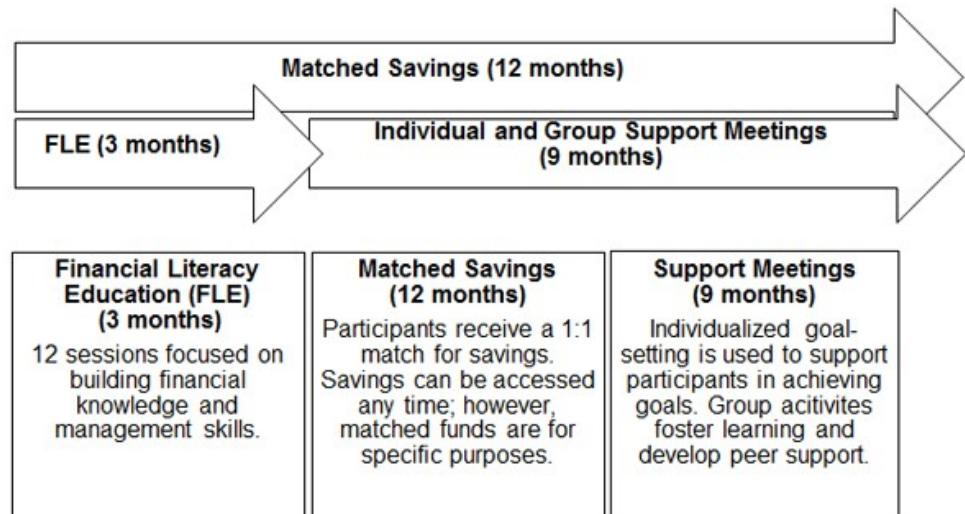 Matched Savings (12 months)
FLE (3 months)
Individual and Group Support Meetings
(9 months)
Financial Literacy
Education (FLE)
(3 months)
12 sessions focused on
building financial
knowledge and
management skills.
Matched Savings
(12 months)
Participants receive a 1:1
match for savings.
Savings can be accessed
any time; however,
matched funds are for
specific purposes.
Support Meetings
(9 months)
Individualized goal-
setting is used to support
participants in achieving
goals. Group acitivites
foster learning and
develop peer support.